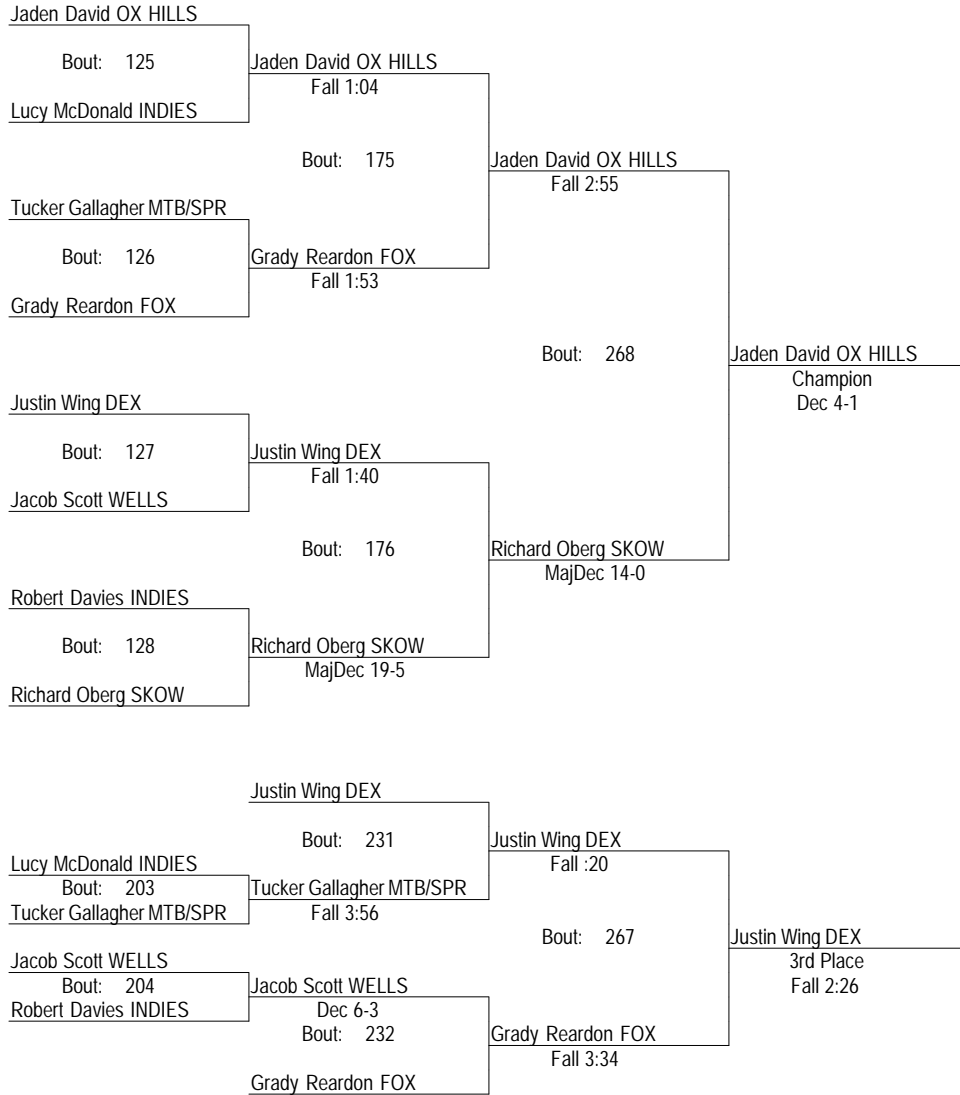 Jaden David OX HILLS
Bout: 125
Jaden David OX HILLS
Fall 1:04
Lucy McDonald INDIES
Bout: 175
Jaden David OX HILLS
Fall 2:55
Tucker Gallagher MTB/SPR
Bout: 126
Grady Reardon FOX
Fall 1:53
Grady Reardon FOX
Bout: 268
Jaden David OX HILLS
Champion
Dec 4-1
Justin Wing DEX
Bout: 127
Justin Wing DEX
Fall 1:40
Jacob Scott WELLS
Bout: 176
Richard Oberg SKOW
MajDec 14-0
Robert Davies INDIES
Bout: 128
Richard Oberg SKOW
MajDec 19-5
Richard Oberg SKOW
Justin Wing DEX
Bout: 231
Justin Wing DEX
Fall :20
Lucy McDonald INDIES
Bout: 203
Tucker Gallagher MTB/SPR
Fall 3:56
Tucker Gallagher MTB/SPR
Bout: 267
Justin Wing DEX
3rd Place
Fall 2:26
Jacob Scott WELLS
Bout: 204
Jacob Scott WELLS
Dec 6-3
Robert Davies INDIES
Bout: 232
Grady Reardon FOX
Fall 3:34
Grady Reardon FOX